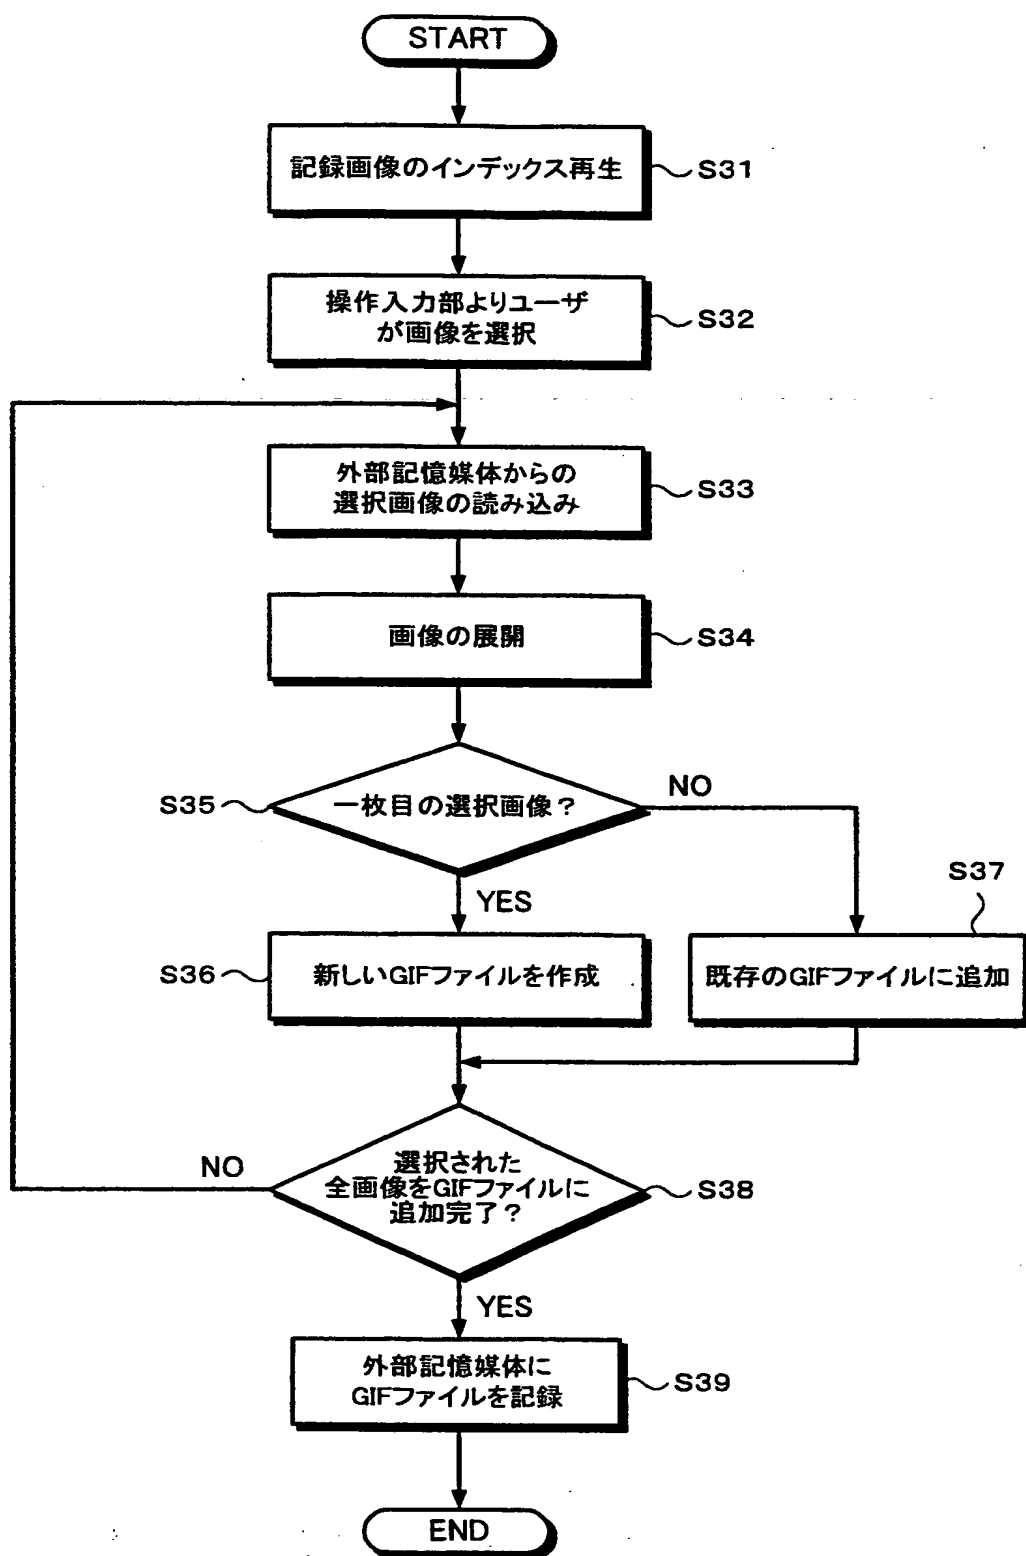 START
記録画像のインデックス再生
S31
操作入力部よりユーザ
が画像を選択
S32
外部記憶媒体からの
選択画像の読み込み
S33
画像の展開
S34
S35
一枚目の選択画像?
NO
YES
S37
S36
新しいGIFファイルを作成
既存のGIFファイルに追加
NO
選択された
全画像をGIFファイルに
追加完了?
S38
YES
外部記憶媒体に
GIFファイルを記録
S39
END